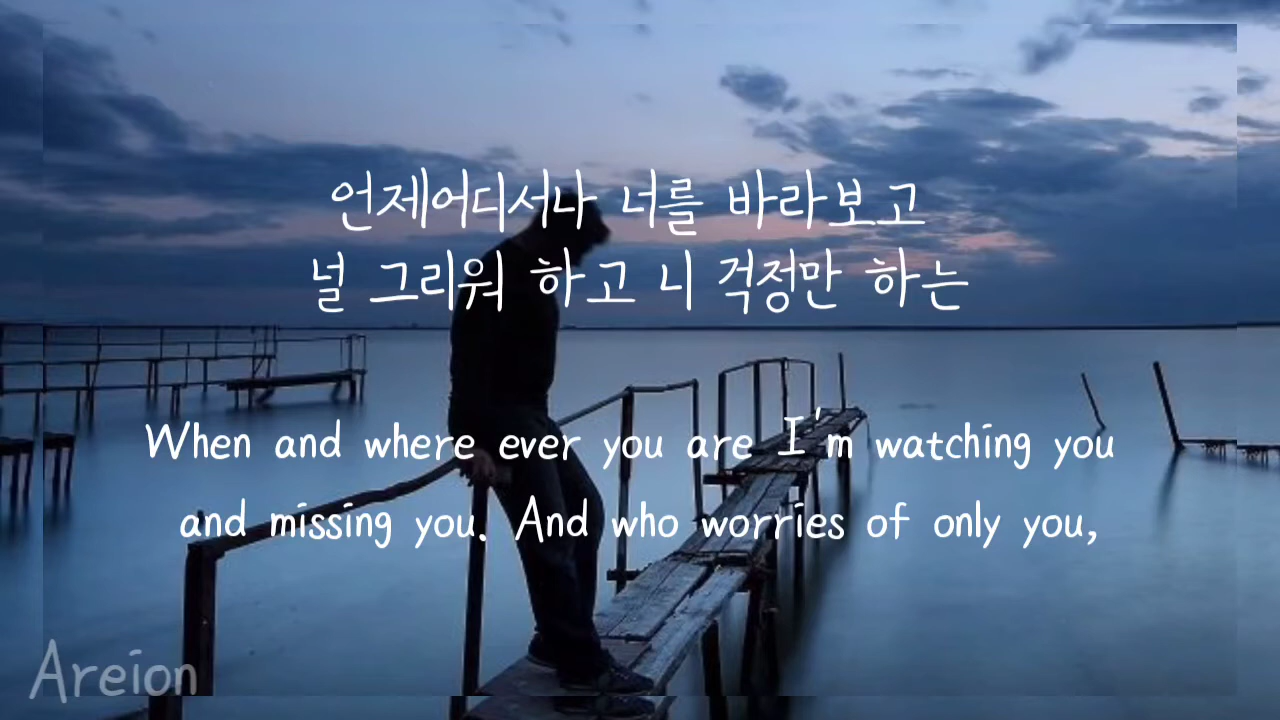 언제어디서나 너를 바라보고
널 그리워 하고 니 걱정만 하는
When and where ever you are I'm watching you
and missing you. And who worries of only you,
Areion